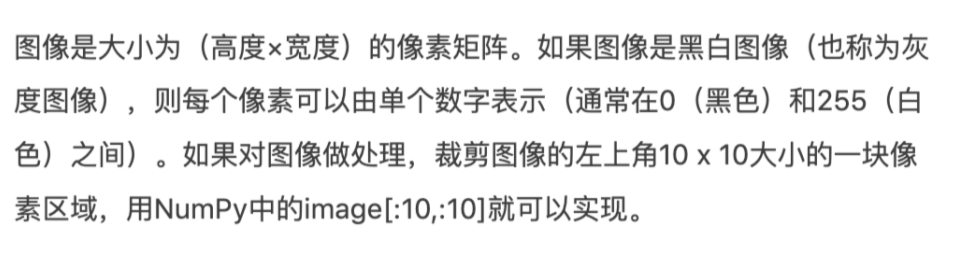 图像是大小为（高度×宽度）的像素矩阵。如果图像是黑白图像（也称为灰
度图像），则每个像素可以由单个数字表示（通常在0（黑色）和255（白
色）之间）。如果对图像做处理，裁剪图像的左上角10 x 10大小的一块像
素区域，用NumPy中的image[:10,:10]就可以实现。